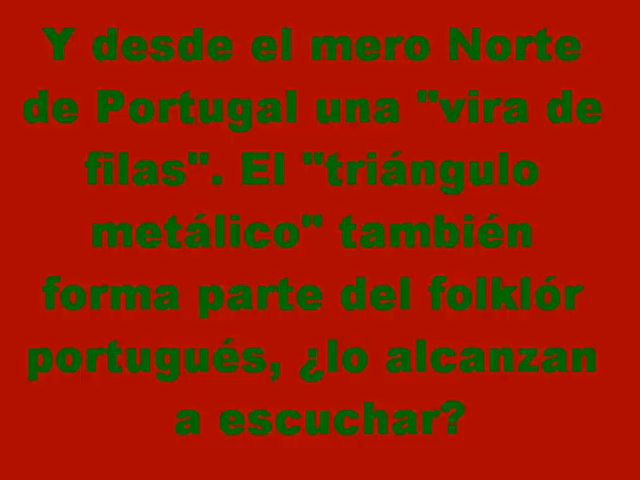 Y desde el mero Norte
de Portugal una "vira de
filas". El "triángulo
metálico" también
forma parte del folklór
portugués, ¿lo alcanzan
a escuchar?